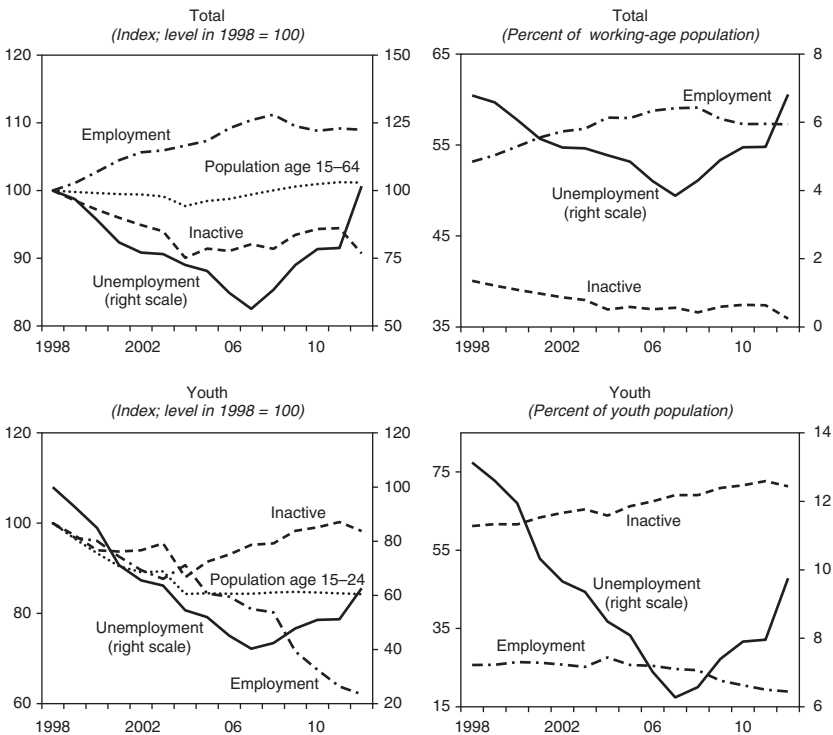 Total
(Index; level in 1998 = 100)
120
110
100
90
80
150
125
100
75
50
Employment
Population age 15–64
Inactive
Unemployment
(right scale)
1998
2002
06
10
Total
(Percent of working-age population)
65
55
45
35
8
6
4
2
0
Employment
Unemployment
(right scale)
Inactive
1998
2002
06
10
Youth
(Index; level in 1998 = 100)
120
100
80
60
120
100
80
60
40
20
Inactive
Population age 15–24
Unemployment
(right scale)
Employment
1998
2002
06
10
Youth
(Percent of youth population)
75
55
35
15
14
12
10
8
6
Inactive
Unemployment
(right scale)
Employment
1998
2002
06
10